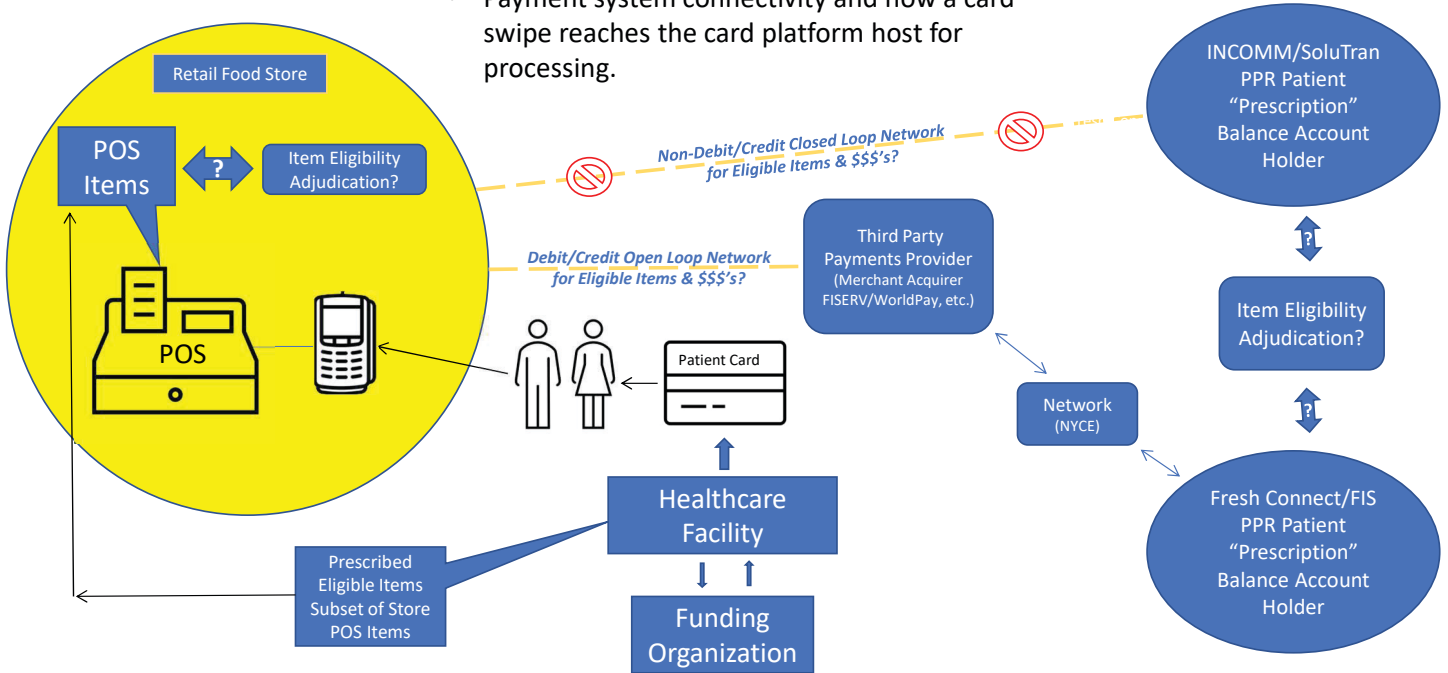 Payment system connectivity and how a card
swipe reaches the card platform host for
processing.
Retail Food Store
POS
Items
?
Item Eligibility
Adjudication?
POS
Non-Debit/Credit Closed Loop Network
for Eligible Items & $$$'s?
Debit/Credit Open Loop Network
for Eligible Items & $$$'s?
Third Party
Payments Provider
(Merchant Acquirer
FISERV/WorldPay, etc.)
Patient Card
Network
(NYCE)
Healthcare
Facility
Funding
Organization
Prescribed
Eligible Items
Subset of Store
POS Items
INCOMM/SoluTran
PPR Patient
“Prescription”
Balance Account
Holder
?
Item Eligibility
Adjudication?
?
Fresh Connect/FIS
PPR Patient
“Prescription”
Balance Account
Holder